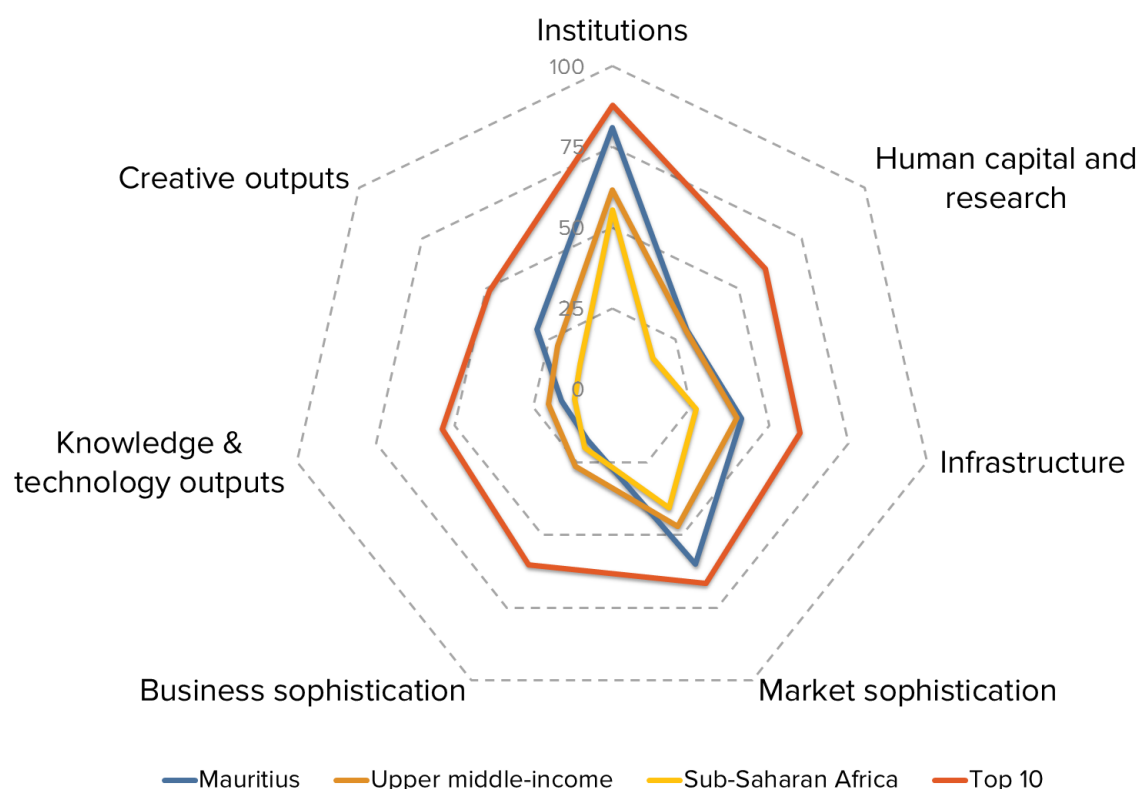 Institutions
100
75
50
25
0
Human capital and
research
Infrastructure
Market sophistication
Business sophistication
Knowledge &
technology outputs
Creative outputs
Mauritius
Upper middle-income
Sub-Saharan Africa
Top 10